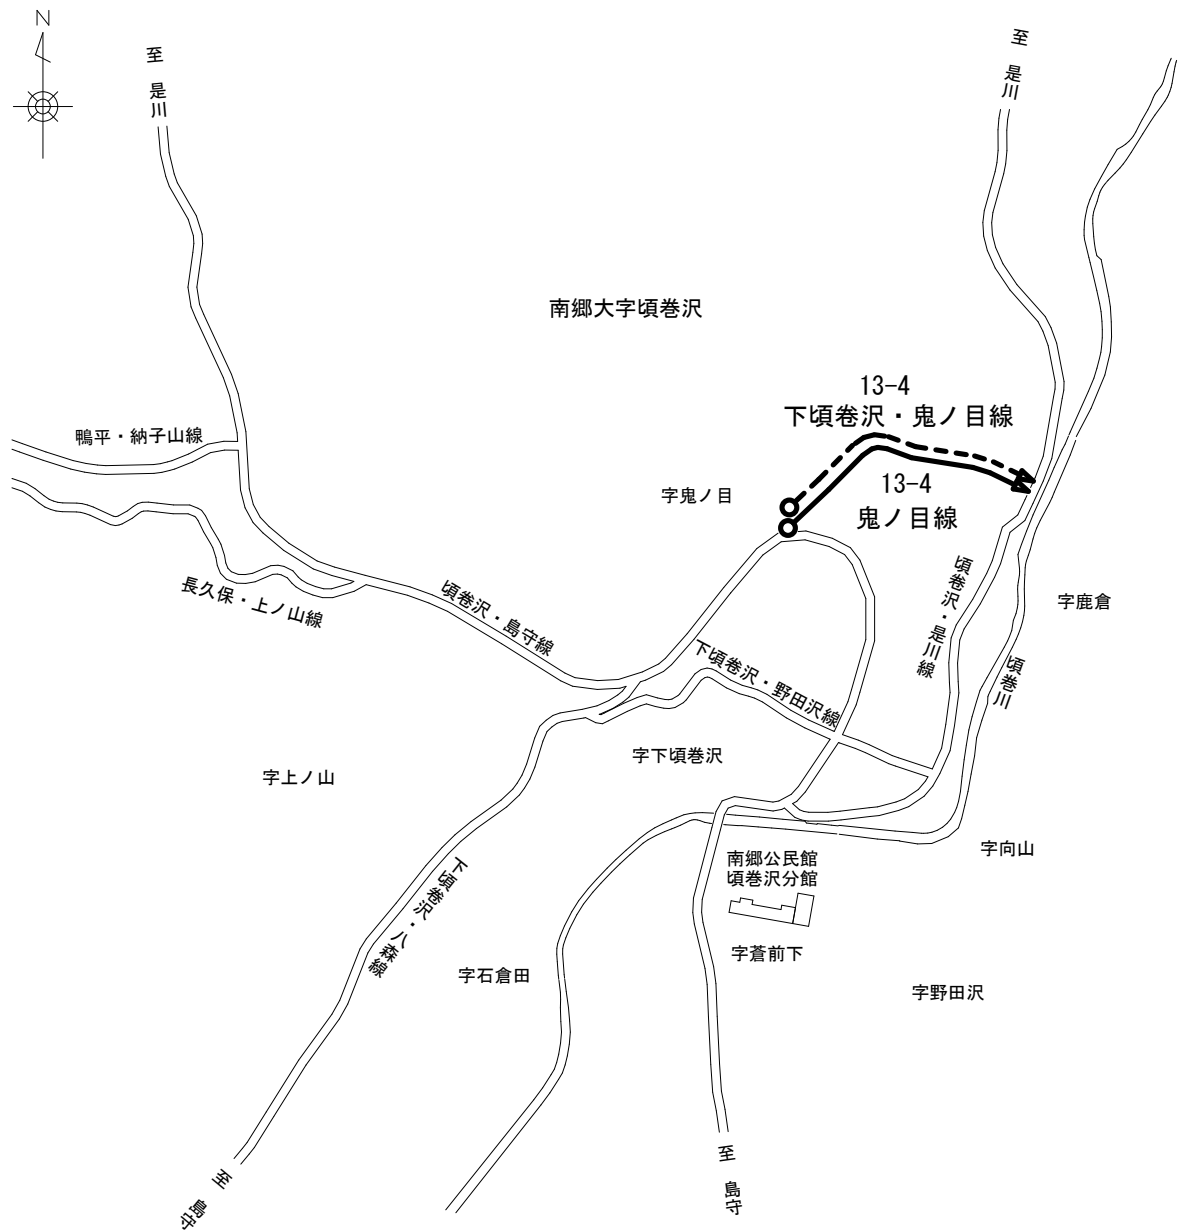 N
至 是川
至 是川
南郷大字頃巻沢
13-4
下頃巻沢・鬼ノ目線
鴨平・納子山線
字鬼ノ目
13-4
鬼ノ目線
長久保・上ノ山線
頃巻沢・島守線
頃巻沢・是川線
字鹿倉
下頃巻沢・野田沢線
頃巻川
字下頃巻沢
字上ノ山
字向山
南郷公民館
頃巻沢分館
下頃巻沢・八森線
字蒼前下
字石倉田
字野田沢
至 島守
至 島守